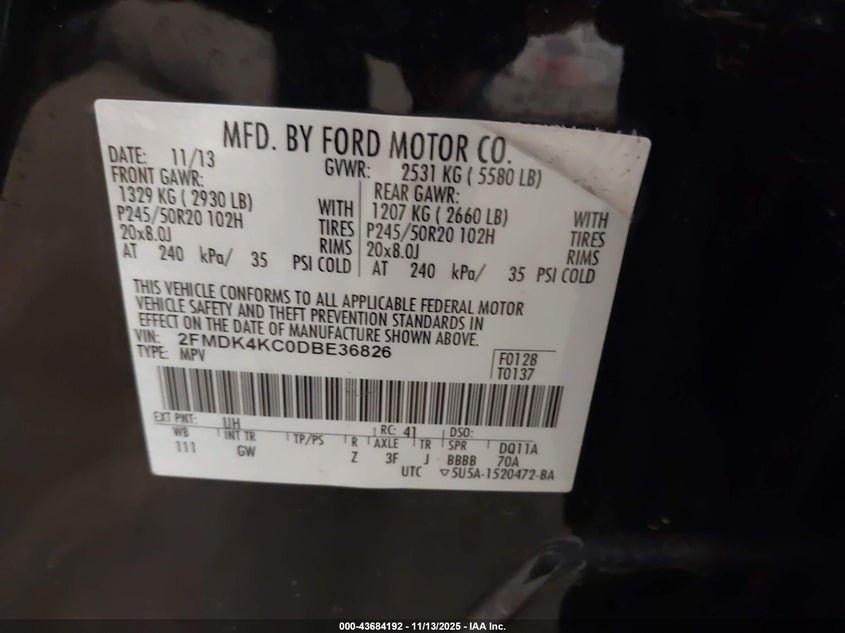 MFD. BY FORD MOTOR CO.
DATE: 11/13 GVWR: 2531 KG ( 5580 LB)
FRONT GAWR: REAR GAWR:
1329 KG ( 2930 LB) WITH 1207 KG ( 2660 LB) WITH
P245/50R20 102H TIRES P245/50R20 102H TIRES
20x8.0J RIMS 20x8.0J RIMS
AT 240 kPa/ 35 PSI COLD AT 240 kPa/ 35 PSI COLD
THIS VEHICLE CONFORMS TO ALL APPLICABLE FEDERAL MOTOR
VEHICLE SAFETY AND THEFT PREVENTION STANDARDS IN
EFFECT ON THE DATE OF MANUFACTURE SHOWN ABOVE.
VIN: 2FMDK4KC0DBE36826 F0128
TYPE: MPV T0137
EXT PNT: UH RC: 41 DSO:
WB INT TR TP/PS R AXLE TR SPR DQ11A
111 GW Z 3F J BBBB 70A
UTC ▽5U5A-1520472-BA
000-43684192 - 11/13/2025 - IAA Inc.